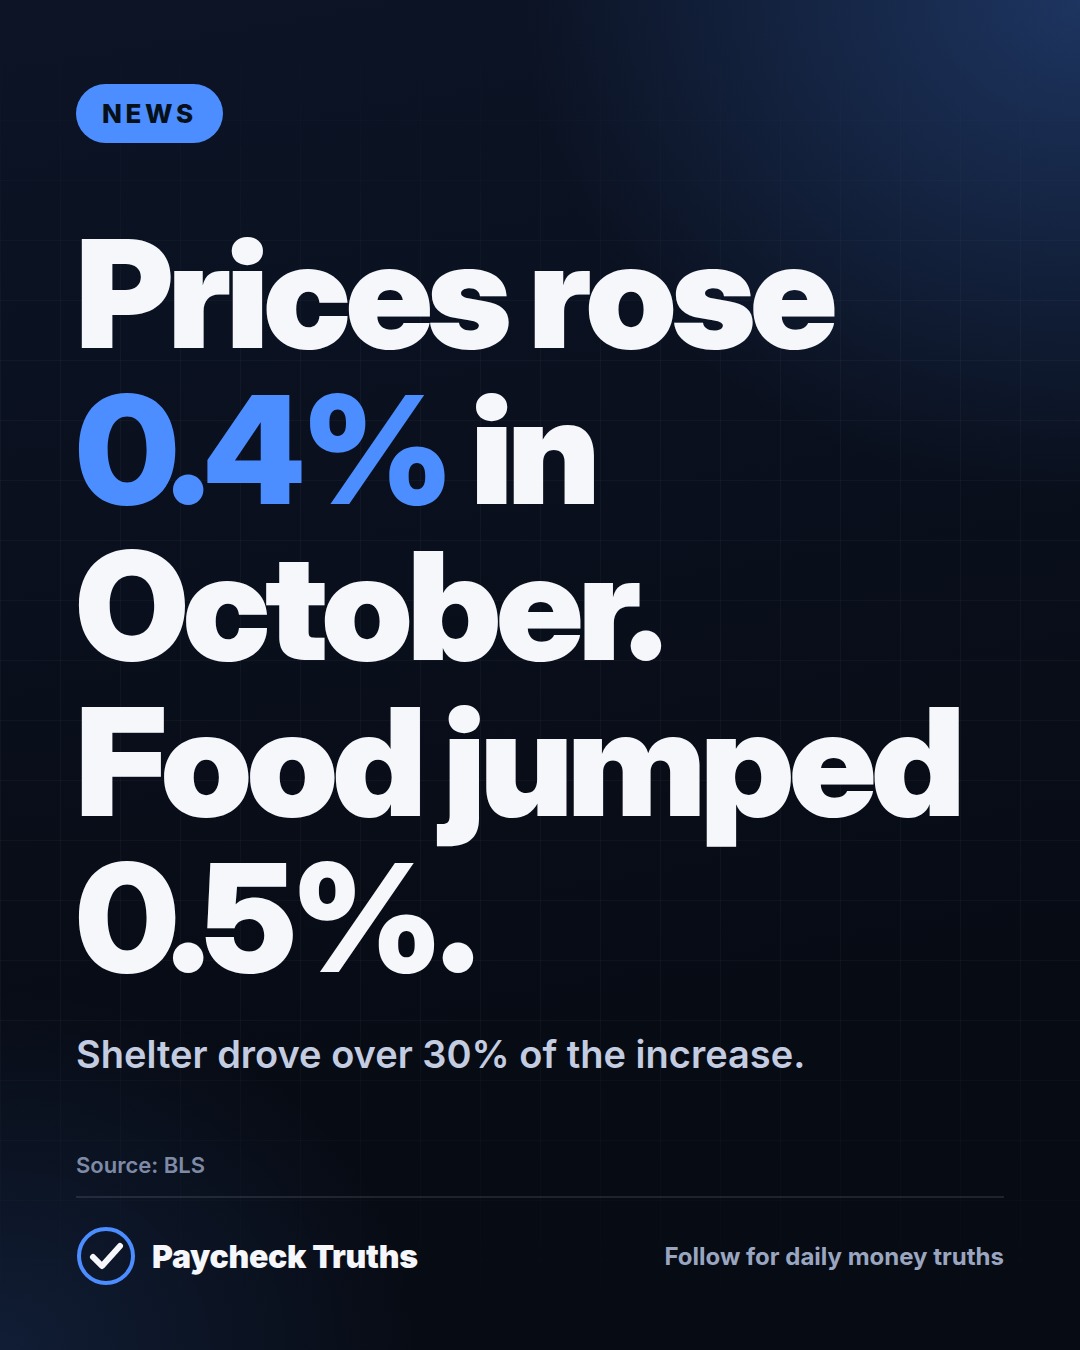 NEWS
Prices rose
0.4% in
October.
Food jumped
0.5%.
Shelter drove over 30% of the increase.
Source: BLS
Paycheck Truths
Follow for daily money truths